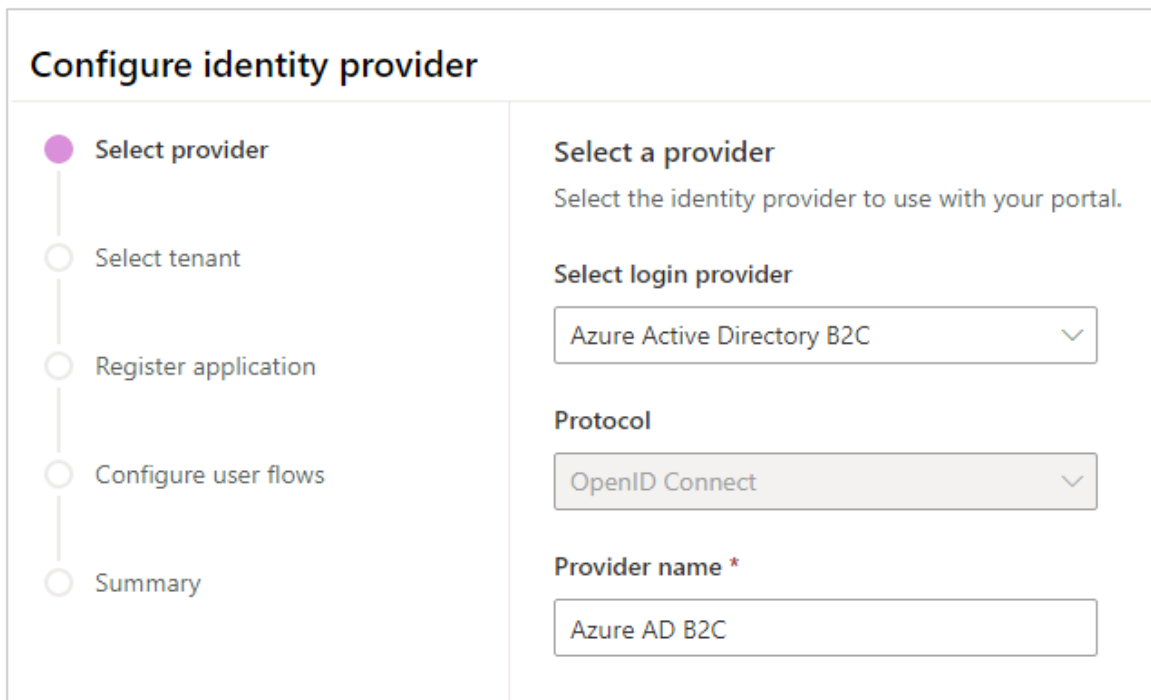 Configure identity provider
Select provider
Select tenant
Register application
Configure user flows
Summary
Select a provider
Select the identity provider to use with your portal.
Select login provider
Azure Active Directory B2C
Protocol
OpenID Connect
Provider name *
Azure AD B2C